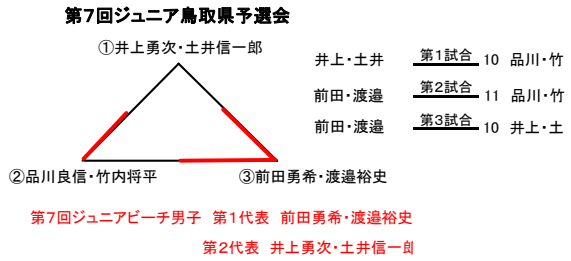 第7回ジュニア鳥取県予選会
①井上勇次・土井信一郎
井上・土井 第1試合 10 品川・竹
前田・渡邉 第2試合 11 品川・竹
前田・渡邉 第3試合 10 井上・土
②品川良信・竹内将平 ③前田勇希・渡邉裕史
第7回ジュニアビーチ男子 第1代表 前田勇希・渡邉裕史
第2代表 井上勇次・土井信一郎